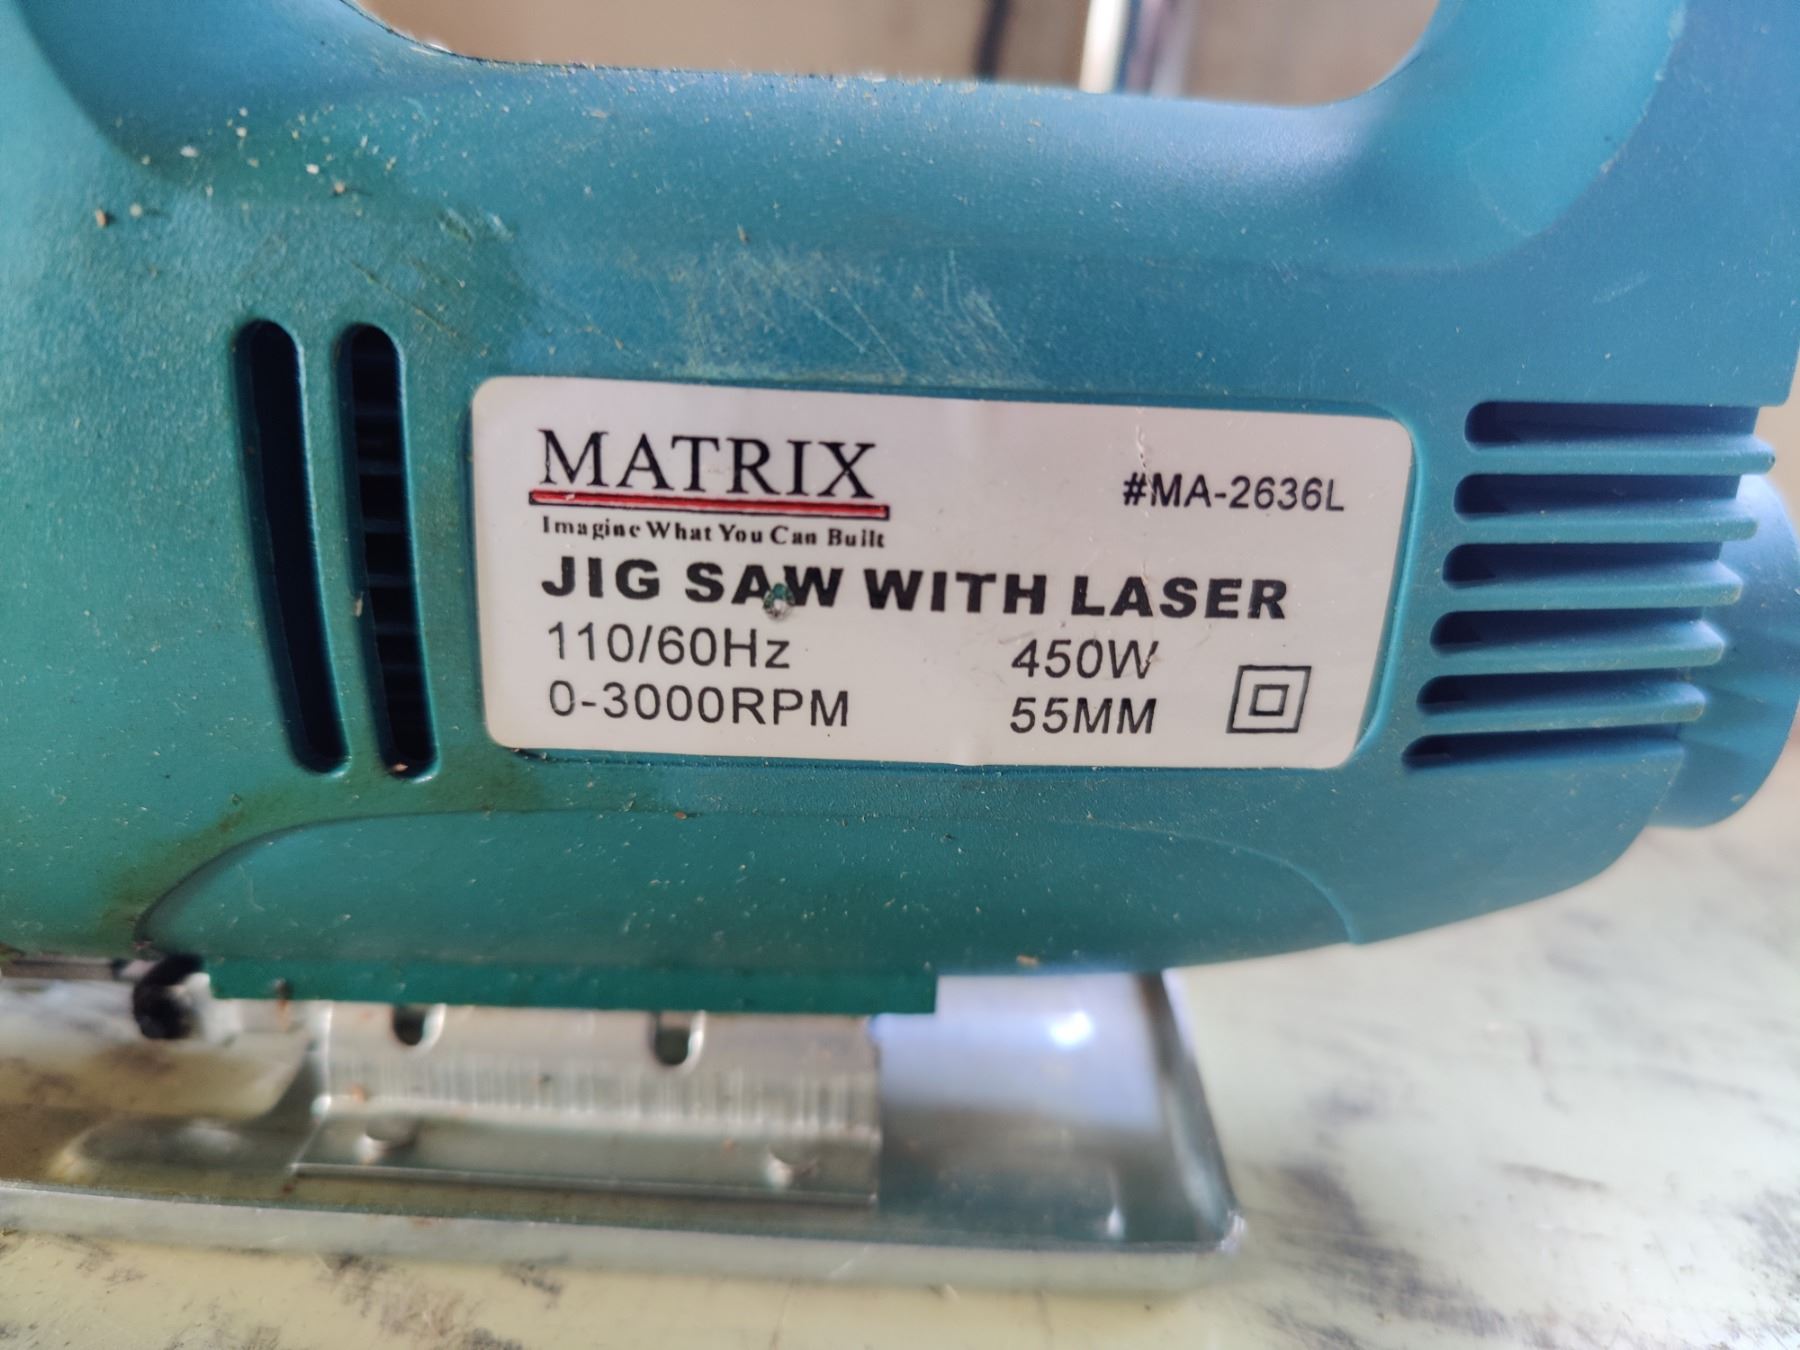 MATRIX
#MA-2636L
Imagine What You Can Built
JIG SAW WITH LASER
110/60Hz 450W
0-3000RPM 55MM